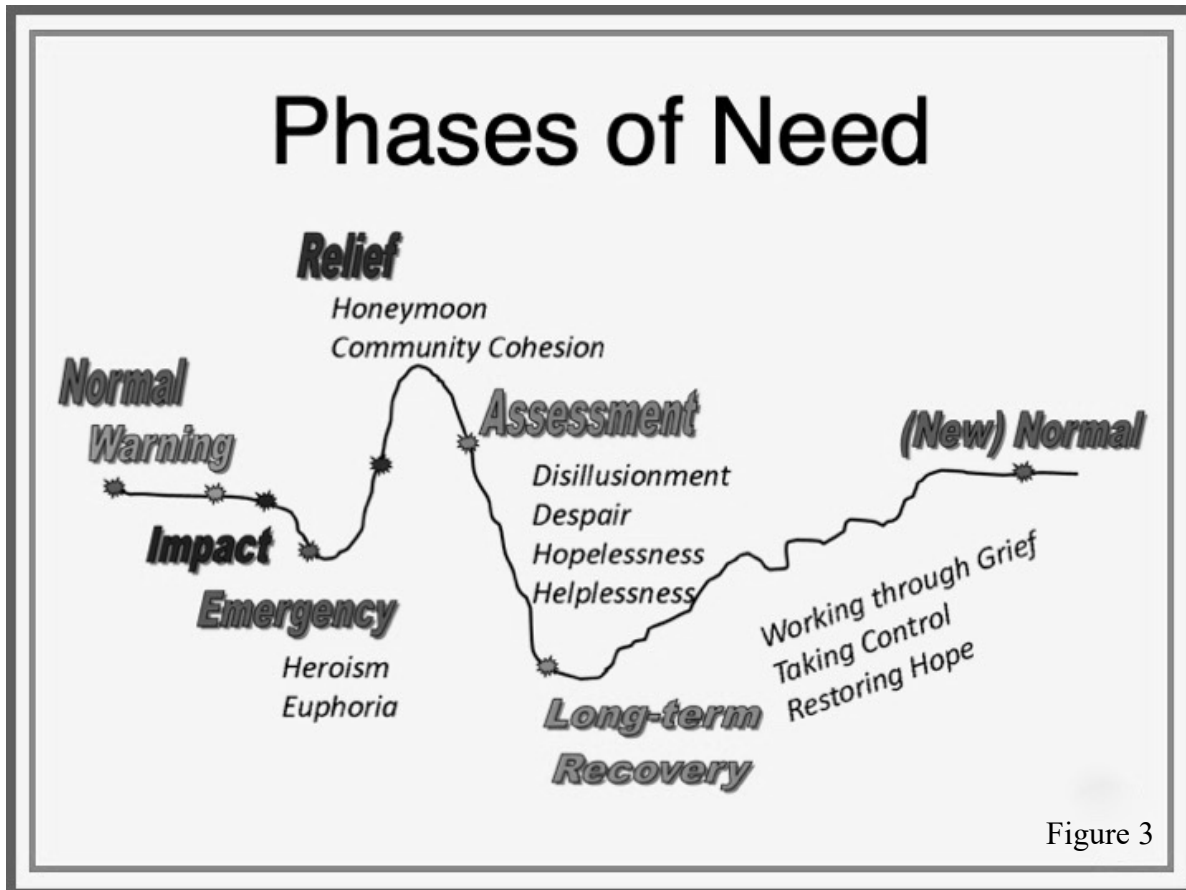 Phases of Need
Relief
Honeymoon
Community Cohesion
Normal
Warning
Impact
Emergency
Heroism
Euphoria
Assessment
Disillusionment
Despair
Hopelessness
Helplessness
Long-term
Recovery
(New) Normal
Working through Grief
Taking Control
Restoring Hope
Figure 3